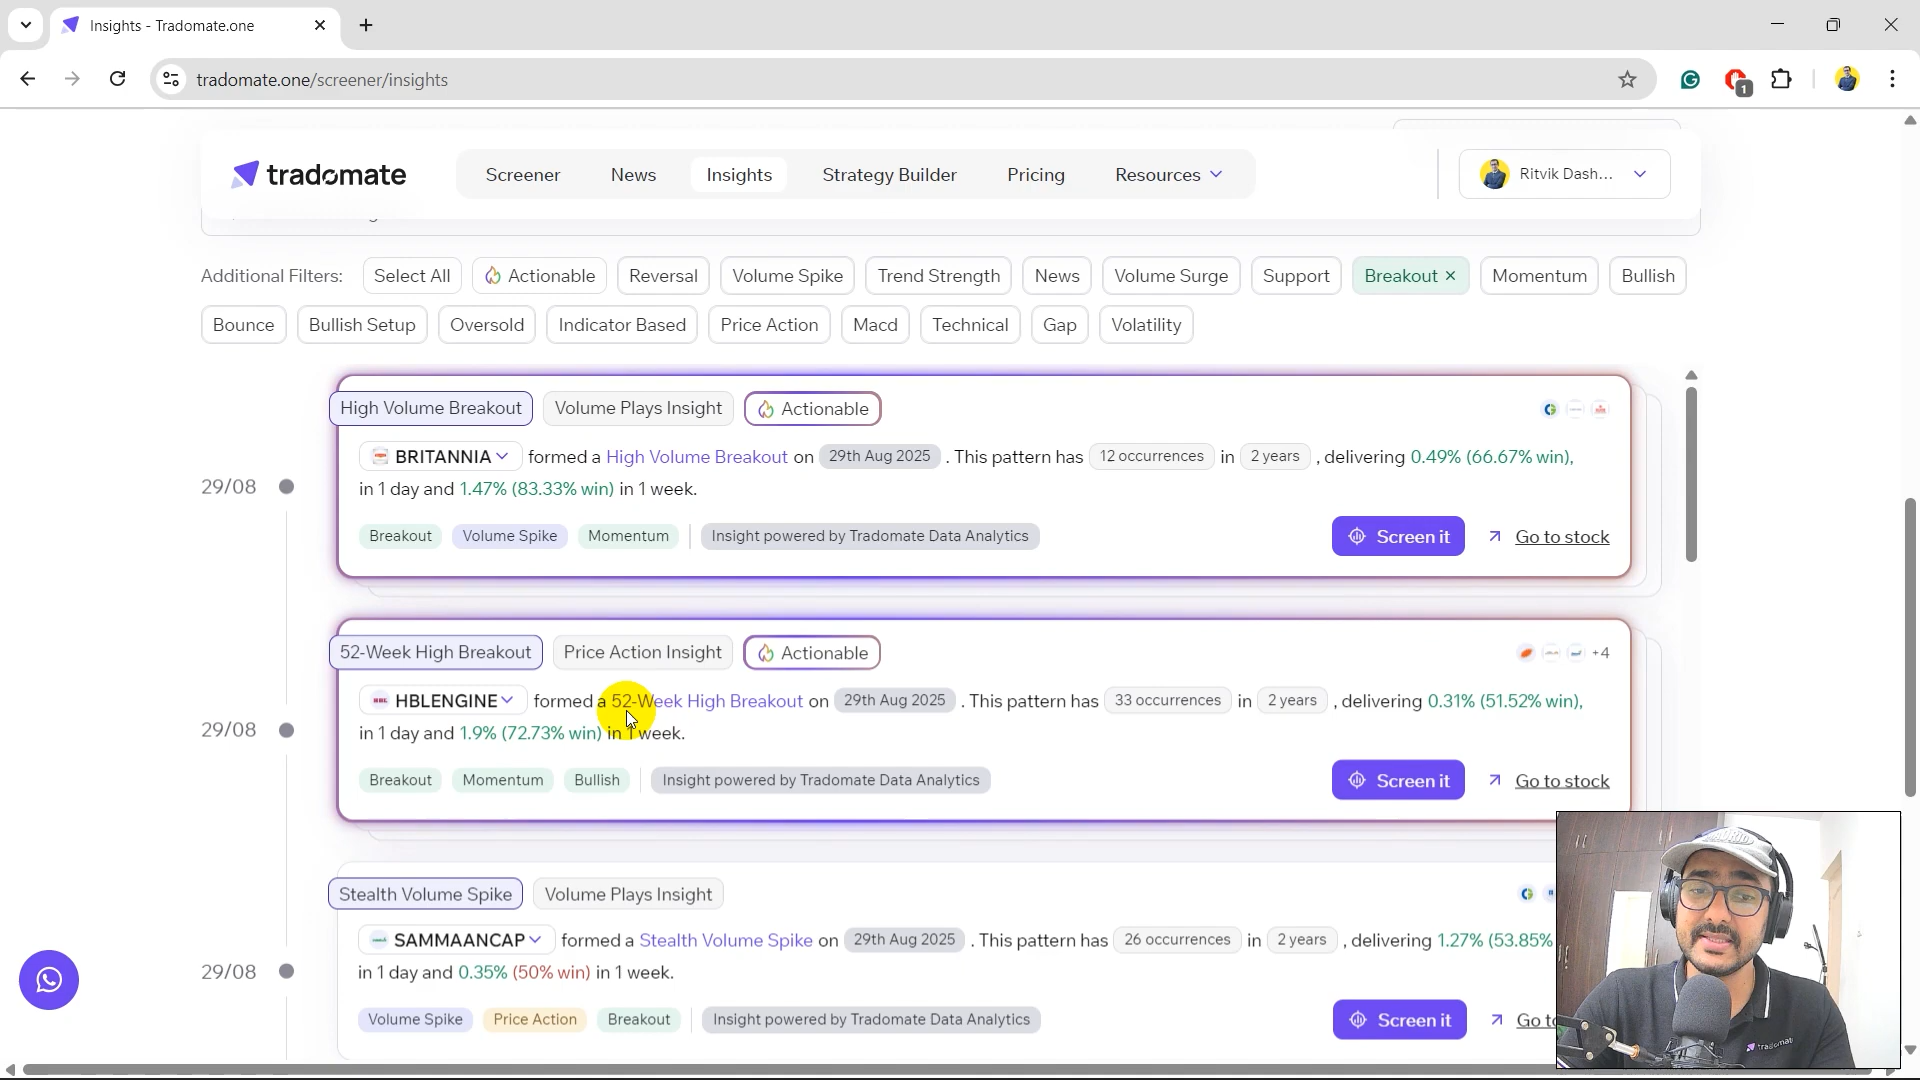 Insights - Tradomate.one
tradomate.one/screener/insights
1
tradomate
Screener
News
Insights
Strategy Builder
Pricing
Resources
Ritvik Dash...
Additional Filters:
Select All
Actionable
Reversal
Volume Spike
Trend Strength
News
Volume Surge
Support
Breakout ×
Momentum
Bullish
Bounce
Bullish Setup
Oversold
Indicator Based
Price Action
Macd
Technical
Gap
Volatility
High Volume Breakout
Volume Plays Insight
Actionable
29/08
BRITANNIA formed a High Volume Breakout on 29th Aug 2025 . This pattern has 12 occurrences in 2 years , delivering 0.49% (66.67% win),
in 1 day and 1.47% (83.33% win) in 1 week.
Breakout
Volume Spike
Momentum
Insight powered by Tradomate Data Analytics
Screen it
Go to stock
52-Week High Breakout
Price Action Insight
Actionable
+4
29/08
HBLENGINE formed a 52-Week High Breakout on 29th Aug 2025 . This pattern has 33 occurrences in 2 years , delivering 0.31% (51.52% win),
in 1 day and 1.9% (72.73% win) in 1 week.
Breakout
Momentum
Bullish
Insight powered by Tradomate Data Analytics
Screen it
Go to stock
Stealth Volume Spike
Volume Plays Insight
29/08
SAMMAANCAP formed a Stealth Volume Spike on 29th Aug 2025 . This pattern has 26 occurrences in 2 years , delivering 1.27% (53.85%
in 1 day and 0.35% (50% win) in 1 week.
Volume Spike
Price Action
Breakout
Insight powered by Tradomate Data Analytics
Screen it
Go
tradomate